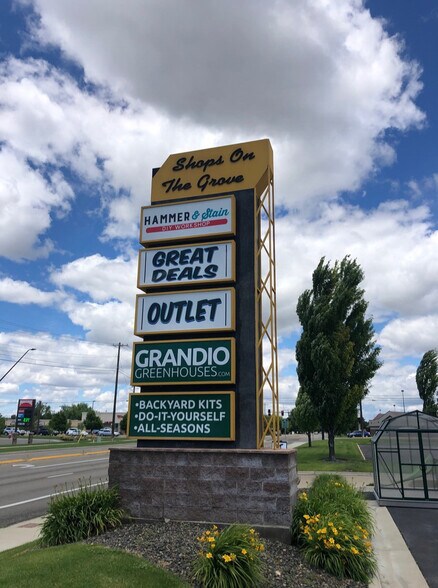 Shops On
The Grove
HAMMER & Stain
DIY WORKSHOP
GREAT
DEALS
OUTLET
GRANDIO
GREENHOUSES.COM
•BACKYARD KITS
•DO-IT-YOURSELF
•ALL-SEASONS